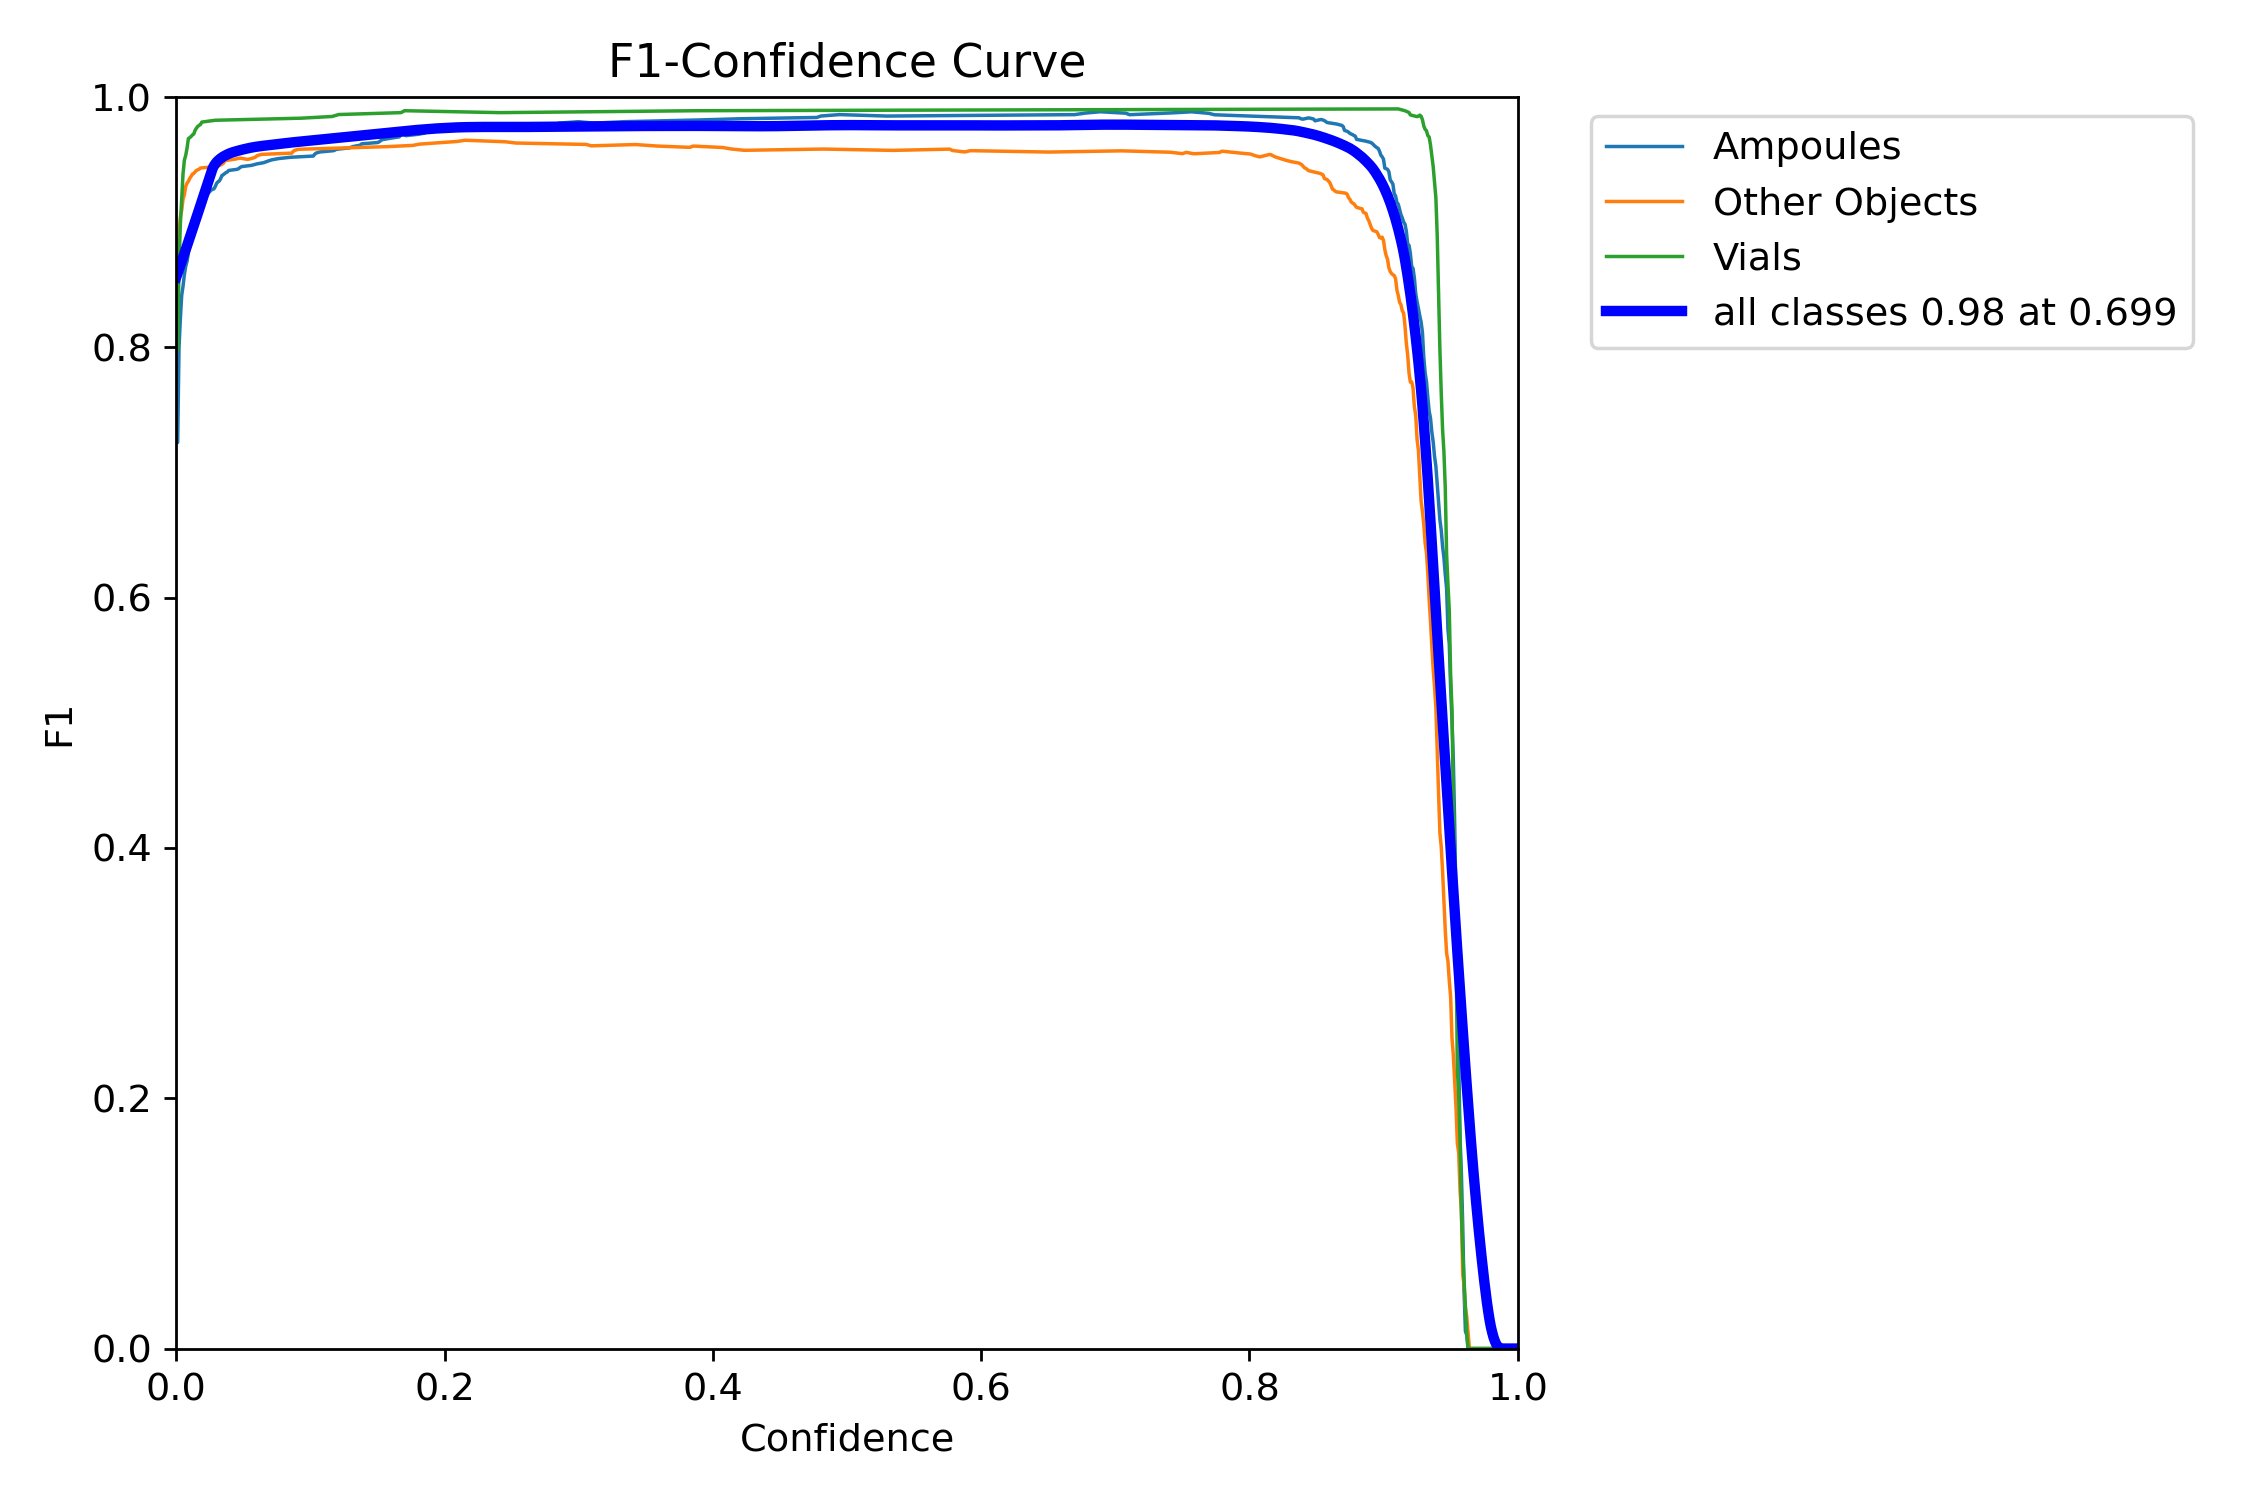 F1-Confidence Curve
1.0
0.8
0.6
0.4
0.2
0.0
F1
0.0 0.2 0.4 0.6 0.8 1.0
Confidence
Ampoules
Other Objects
Vials
all classes 0.98 at 0.699